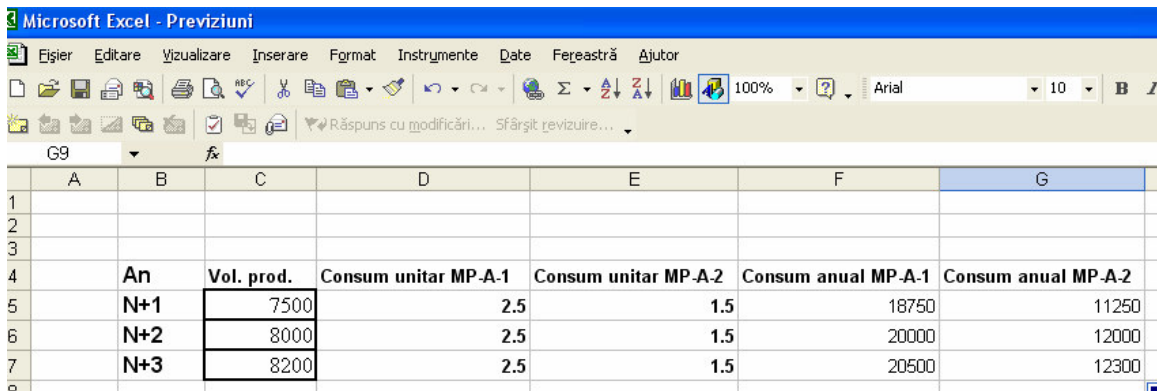 Microsoft Excel - Previziuni
Fişier Editare Vizualizare Inserare Format Instrumente Date Fereastră Ajutor
100% Arial 10 B I
Răspuns cu modificări... Sfârşit revizuire...
G9 fx
A B C D E F G
1
2
3
4 An Vol. prod. Consum unitar MP-A-1 Consum unitar MP-A-2 Consum anual MP-A-1 Consum anual MP-A-2
5 N+1 7500 2.5 1.5 18750 11250
6 N+2 8000 2.5 1.5 20000 12000
7 N+3 8200 2.5 1.5 20500 12300